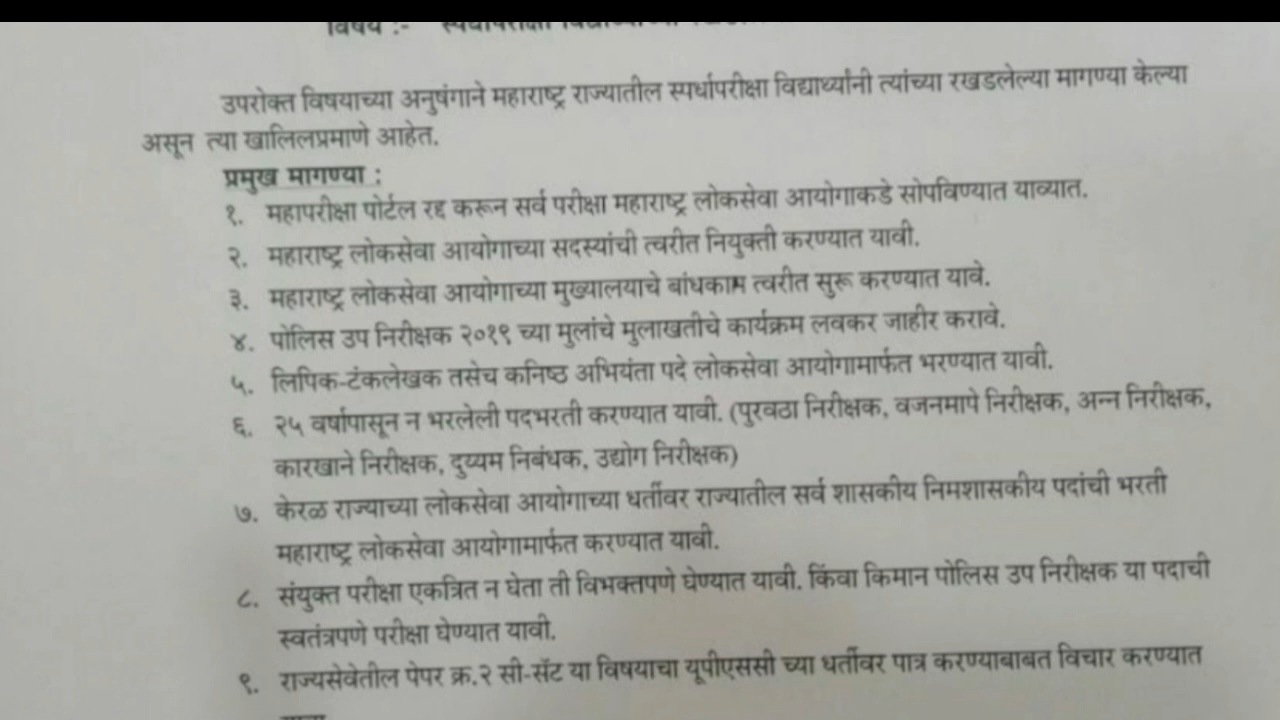 विषय :- स्पर्धापरीक्षा
उपरोक्त विषयाच्या अनुषंगाने महाराष्ट्र राज्यातील स्पर्धापरीक्षा विद्यार्थ्यांनी त्यांच्या रखडलेल्या मागण्या केल्या
असून त्या खालिलप्रमाणे आहेत.
प्रमुख मागण्या :
१. महापरीक्षा पोर्टल रद्द करून सर्व परीक्षा महाराष्ट्र लोकसेवा आयोगाकडे सोपविण्यात याव्यात.
२. महाराष्ट्र लोकसेवा आयोगाच्या सदस्यांची त्वरीत नियुक्ती करण्यात यावी.
३. महाराष्ट्र लोकसेवा आयोगाच्या मुख्यालयाचे बांधकाम त्वरीत सुरू करण्यात यावे.
४. पोलिस उप निरीक्षक २०१९ च्या मुलांचे मुलाखतीचे कार्यक्रम लवकर जाहीर करावे.
५. लिपिक-टंकलेखक तसेच कनिष्ठ अभियंता पदे लोकसेवा आयोगामार्फत भरण्यात यावी.
६. २५ वर्षापासून न भरलेली पदभरती करण्यात यावी. (पुरवठा निरीक्षक, वजनमापे निरीक्षक, अन्न निरीक्षक,
कारखाने निरीक्षक, दुय्यम निबंधक, उद्योग निरीक्षक)
७. केरळ राज्याच्या लोकसेवा आयोगाच्या धर्तीवर राज्यातील सर्व शासकीय निमशासकीय पदांची भरती
महाराष्ट्र लोकसेवा आयोगामार्फत करण्यात यावी.
८. संयुक्त परीक्षा एकत्रित न घेता ती विभक्तपणे घेण्यात यावी. किंवा किमान पोलिस उप निरीक्षक या पदाची
स्वतंत्रपणे परीक्षा घेण्यात यावी.
९. राज्यसेवेतील पेपर क्र.२ सी-सॅट या विषयाचा यूपीएससी च्या धर्तीवर पात्र करण्याबाबत विचार करण्यात